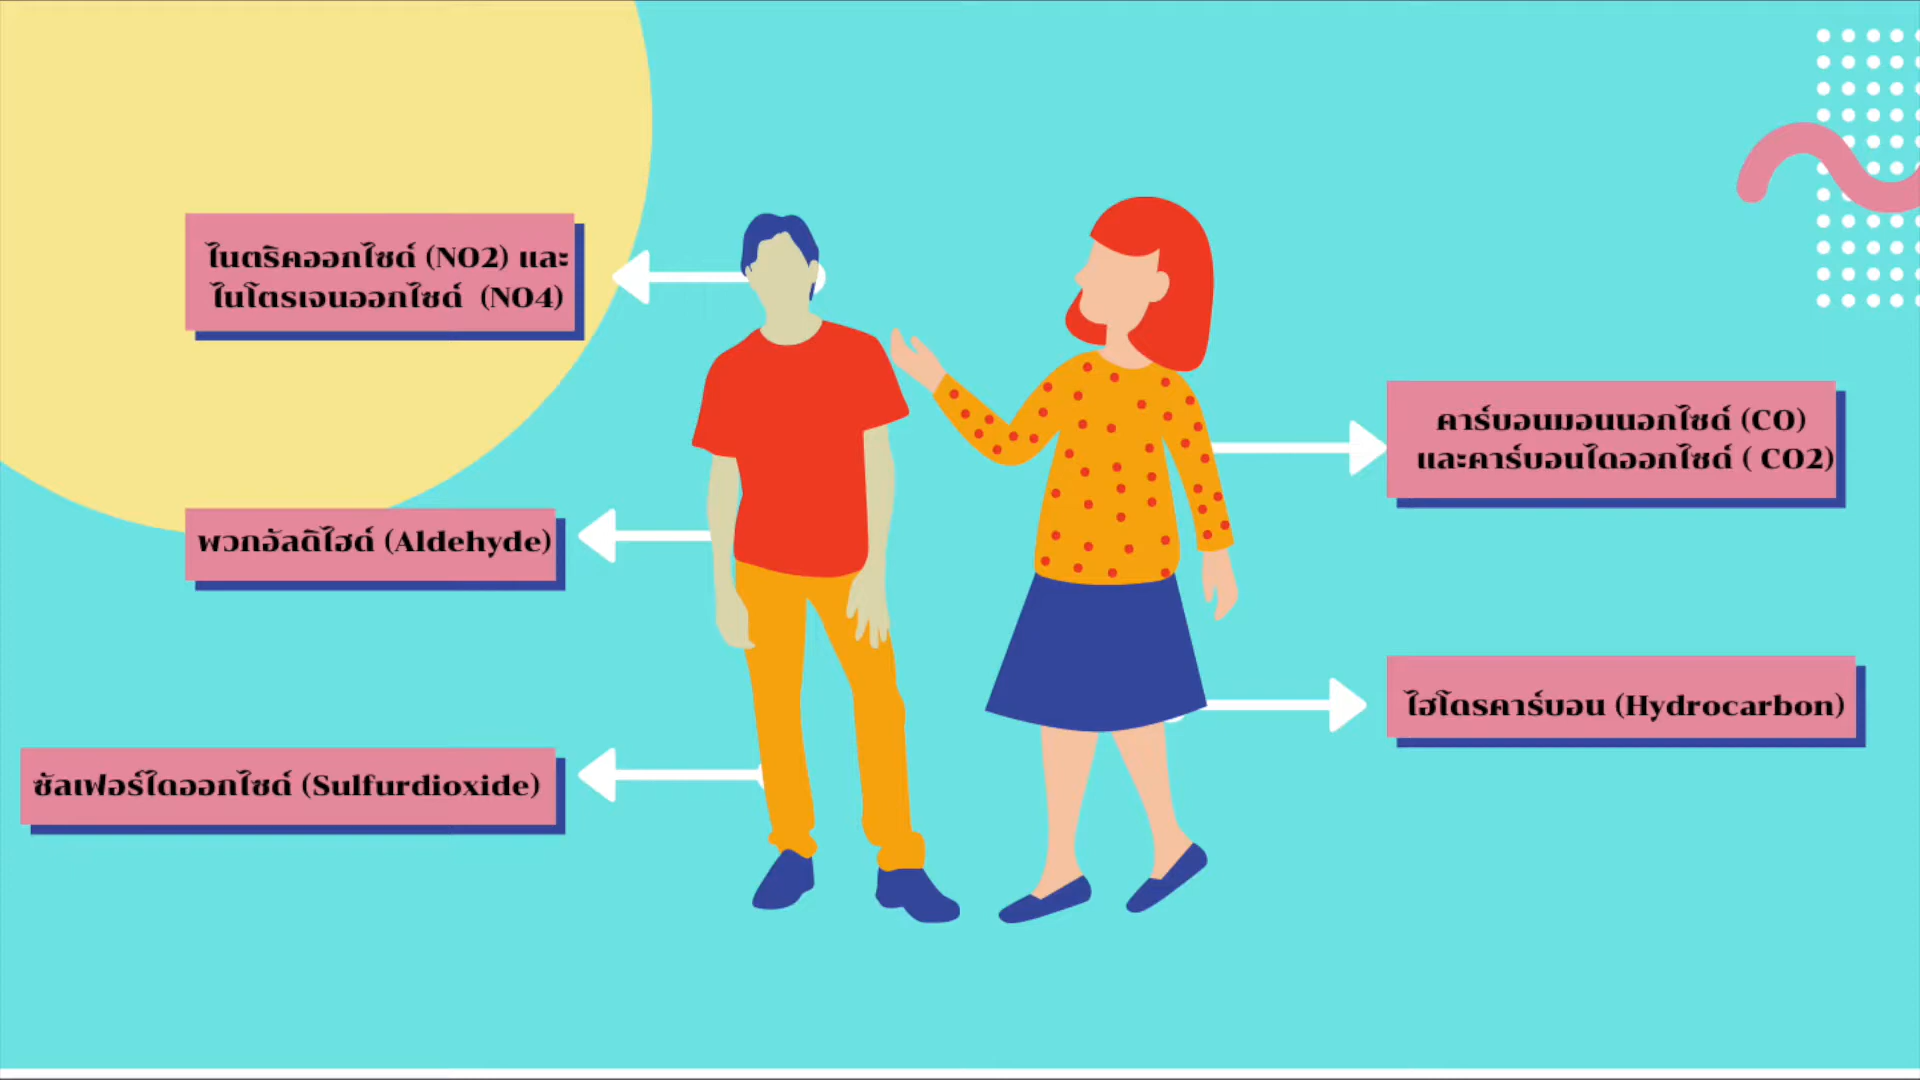 ไนตริคออกไซด์ (NO2) และ
ไนโตรเจนออกไซด์ (NO4)
คาร์บอนมอนนอกไซด์ (CO)
และคาร์บอนไดออกไซด์ ( CO2)
พวกอัลดิไฮด์ (Aldehyde)
ไฮโดรคาร์บอน (Hydrocarbon)
ซัลเฟอร์ไดออกไซด์ (Sulfurdioxide)